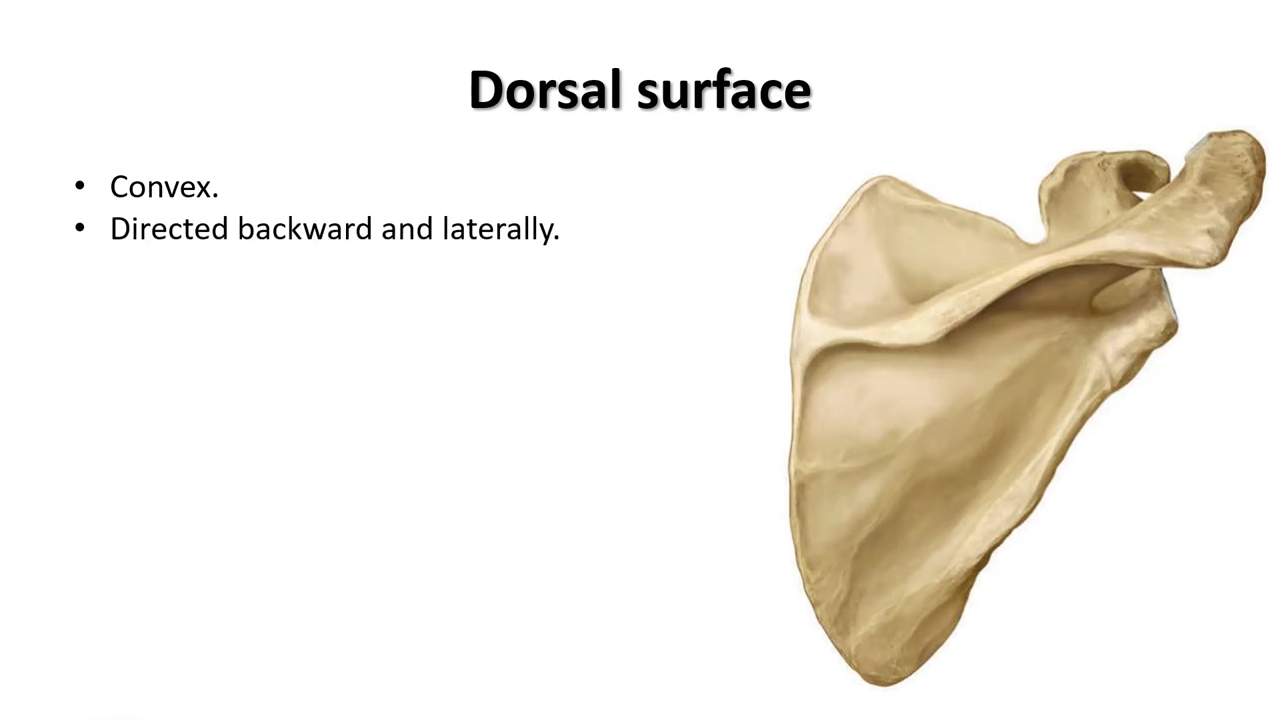 Dorsal surface
• Convex.
• Directed backward and laterally.